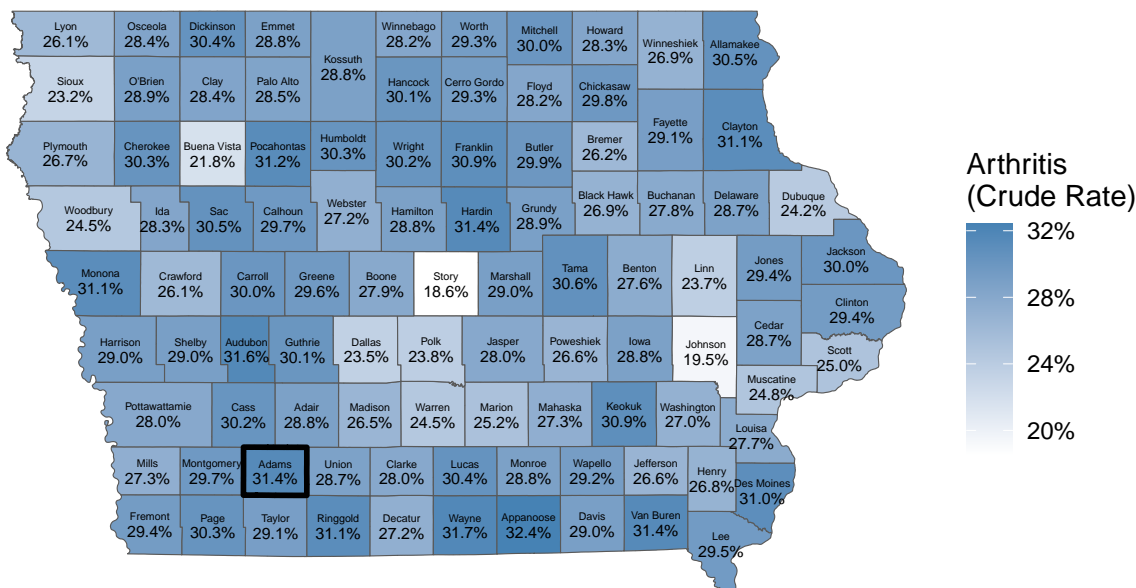 Lyon
26.1%
Osceola
28.4%
Dickinson
30.4%
Emmet
28.8%
Winnebago
28.2%
Worth
29.3%
Mitchell
30.0%
Howard
28.3%
Winneshiek
26.9%
Allamakee
30.5%
Kossuth
28.8%
Sioux
23.2%
O'Brien
28.9%
Clay
28.4%
Palo Alto
28.5%
Hancock
30.1%
Cerro Gordo
29.3%
Floyd
28.2%
Chickasaw
29.8%
Fayette
29.1%
Clayton
31.1%
Plymouth
26.7%
Cherokee
30.3%
Buena Vista
21.8%
Pocahontas
31.2%
Humboldt
30.3%
Wright
30.2%
Franklin
30.9%
Butler
29.9%
Bremer
26.2%
Woodbury
24.5%
Ida
28.3%
Sac
30.5%
Calhoun
29.7%
Webster
27.2%
Hamilton
28.8%
Hardin
31.4%
Grundy
28.9%
Black Hawk
26.9%
Buchanan
27.8%
Delaware
28.7%
Dubuque
24.2%
Monona
31.1%
Crawford
26.1%
Carroll
30.0%
Greene
29.6%
Boone
27.9%
Story
18.6%
Marshall
29.0%
Tama
30.6%
Benton
27.6%
Linn
23.7%
Jones
29.4%
Jackson
30.0%
Clinton
29.4%
Harrison
29.0%
Shelby
29.0%
Audubon
31.6%
Guthrie
30.1%
Dallas
23.5%
Polk
23.8%
Jasper
28.0%
Poweshiek
26.6%
Iowa
28.8%
Johnson
19.5%
Cedar
28.7%
Scott
25.0%
Muscatine
24.8%
Pottawattamie
28.0%
Cass
30.2%
Adair
28.8%
Madison
26.5%
Warren
24.5%
Marion
25.2%
Mahaska
27.3%
Keokuk
30.9%
Washington
27.0%
Louisa
27.7%
Mills
27.3%
Montgomery
29.7%
Adams
31.4%
Union
28.7%
Clarke
28.0%
Lucas
30.4%
Monroe
28.8%
Wapello
29.2%
Jefferson
26.6%
Henry
26.8%
Des Moines
31.0%
Fremont
29.4%
Page
30.3%
Taylor
29.1%
Ringgold
31.1%
Decatur
27.2%
Wayne
31.7%
Appanoose
32.4%
Davis
29.0%
Van Buren
31.4%
Lee
29.5%
Arthritis
(Crude Rate)
32%
28%
24%
20%